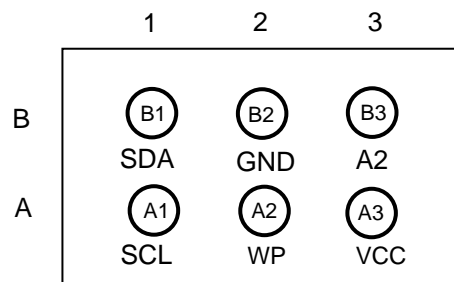 1 2 3
B B1 B2 B3
SDA GND A2
A A1 A2 A3
SCL WP VCC